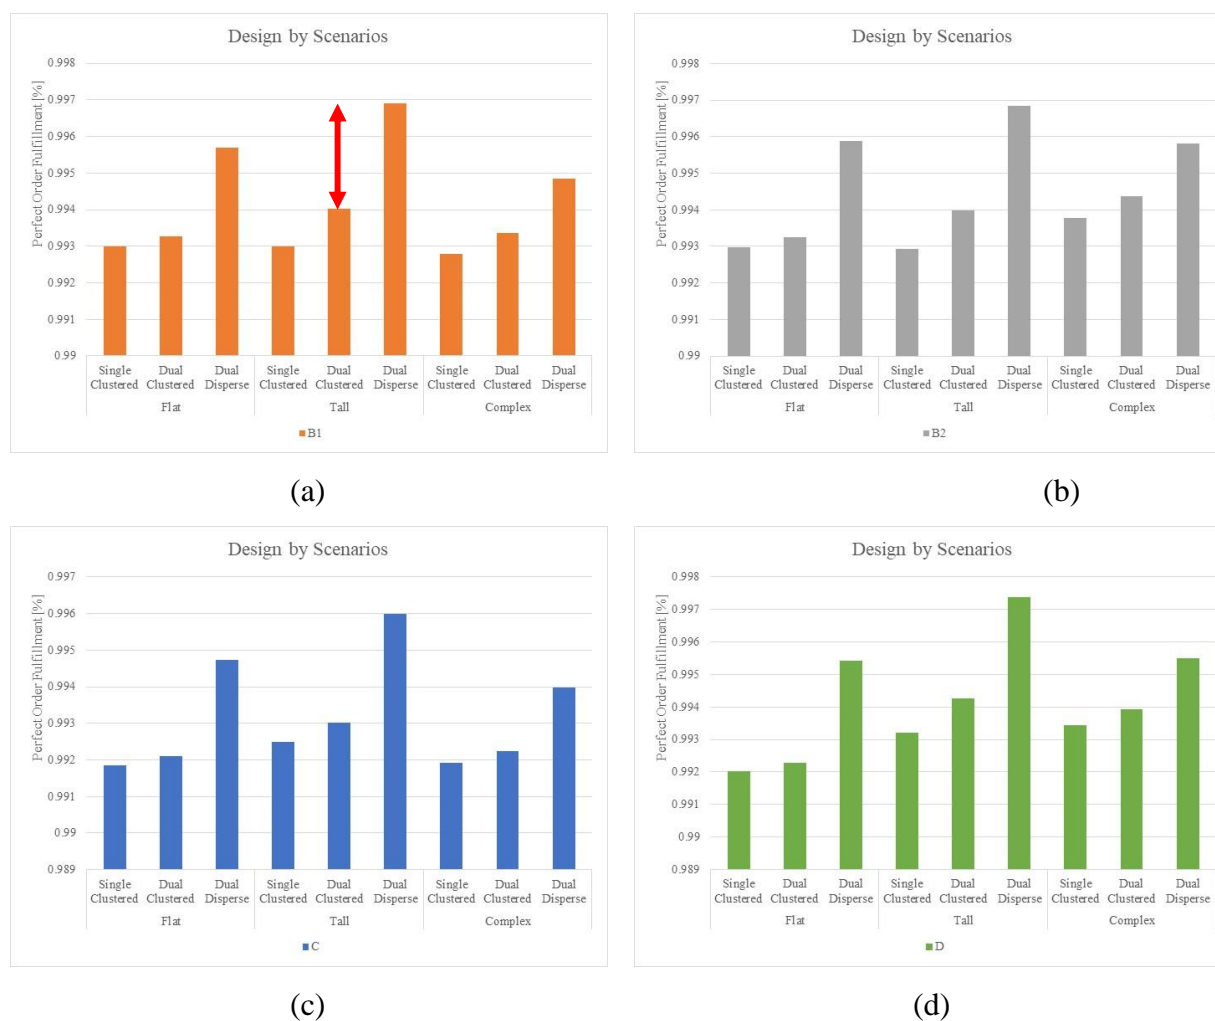 Design by Scenarios
Perfect Order Fulfillment [%]
0.998
0.997
0.996
0.995
0.994
0.993
0.992
0.991
0.99
Single Clustered
Dual Clustered
Dual Disperse
Single Clustered
Dual Clustered
Dual Disperse
Single Clustered
Dual Clustered
Dual Disperse
Flat
Tall
Complex
B1
(a)
Design by Scenarios
Perfect Order Fulfillment [%]
0.998
0.997
0.996
0.995
0.994
0.993
0.992
0.991
0.99
Single Clustered
Dual Clustered
Dual Disperse
Single Clustered
Dual Clustered
Dual Disperse
Single Clustered
Dual Clustered
Dual Disperse
Flat
Tall
Complex
B2
(b)
Design by Scenarios
Perfect Order Fulfillment [%]
0.997
0.996
0.995
0.994
0.993
0.992
0.991
0.99
0.989
Single Clustered
Dual Clustered
Dual Disperse
Single Clustered
Dual Clustered
Dual Disperse
Single Clustered
Dual Clustered
Dual Disperse
Flat
Tall
Complex
C
(c)
Design by Scenarios
Perfect Order Fulfillment [%]
0.998
0.997
0.996
0.995
0.994
0.993
0.992
0.991
0.99
0.989
Single Clustered
Dual Clustered
Dual Disperse
Single Clustered
Dual Clustered
Dual Disperse
Single Clustered
Dual Clustered
Dual Disperse
Flat
Tall
Complex
D
(d)